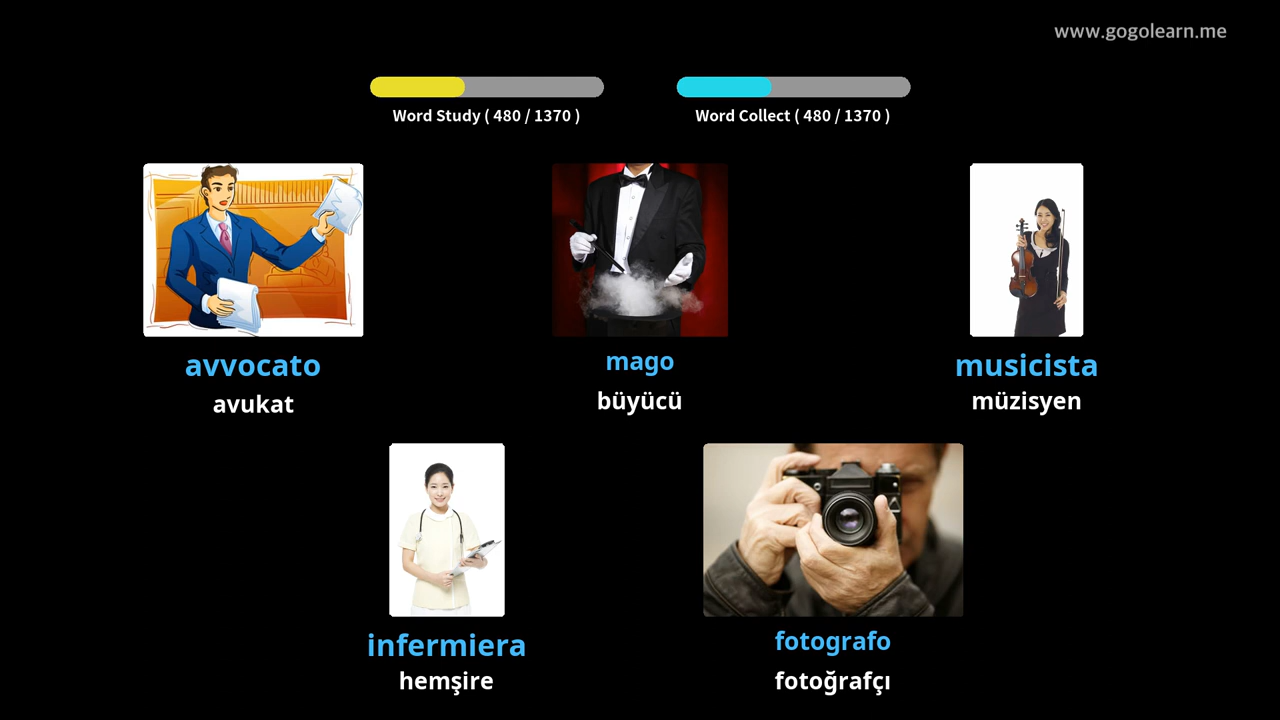 www.gogolearn.me
Word Study ( 480 / 1370 )
Word Collect ( 480 / 1370 )
avvocato
avukat
mago
büyücü
musicista
müzisyen
infermiera
hemşire
fotografo
fotoğrafçı